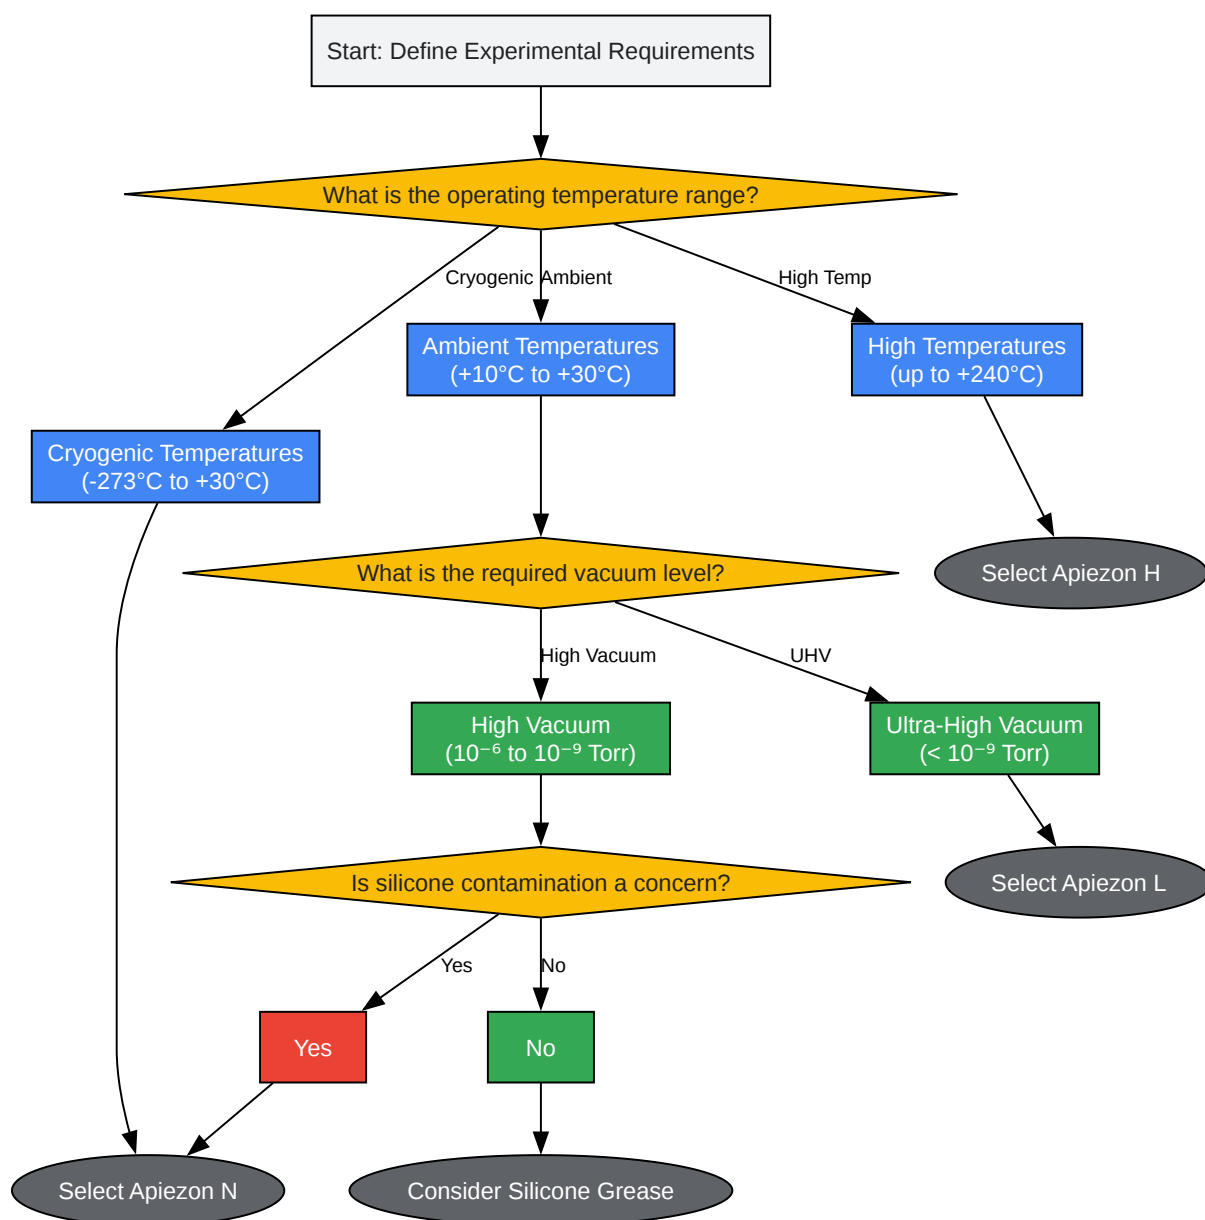 Start: Define Experimental Requirements
What is the operating temperature range?
Cryogenic
Ambient
High Temp
Ambient Temperatures
(+10°C to +30°C)
High Temperatures
(up to +240°C)
Cryogenic Temperatures
(-273°C to +30°C)
What is the required vacuum level?
Select Apiezon H
High Vacuum
UHV
High Vacuum
(10⁻⁶ to 10⁻⁹ Torr)
Ultra-High Vacuum
(< 10⁻⁹ Torr)
Is silicone contamination a concern?
Select Apiezon L
Yes
No
Yes
No
Select Apiezon N
Consider Silicone Grease